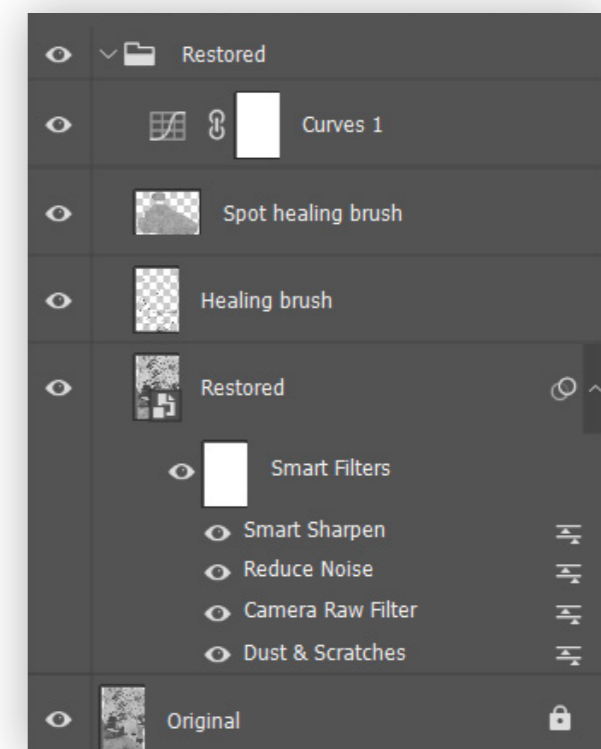 Restored
Curves 1
Spot healing brush
Healing brush
Restored
Smart Filters
Smart Sharpen
Reduce Noise
Camera Raw Filter
Dust & Scratches
Original